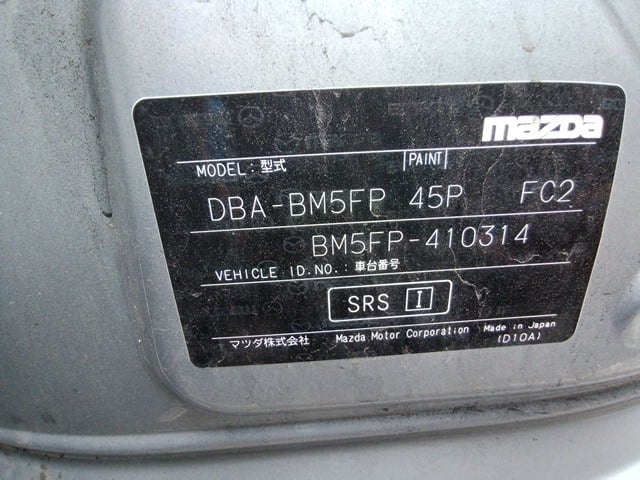 mazda
MODEL: 型式 PAINT
DBA-BM5FP 45P FC2
BM5FP-410314
VEHICLE ID.NO.: 車台番号
SRS I
マツダ株式会社 Mazda Motor Corporation Made in Japan
(D10A)